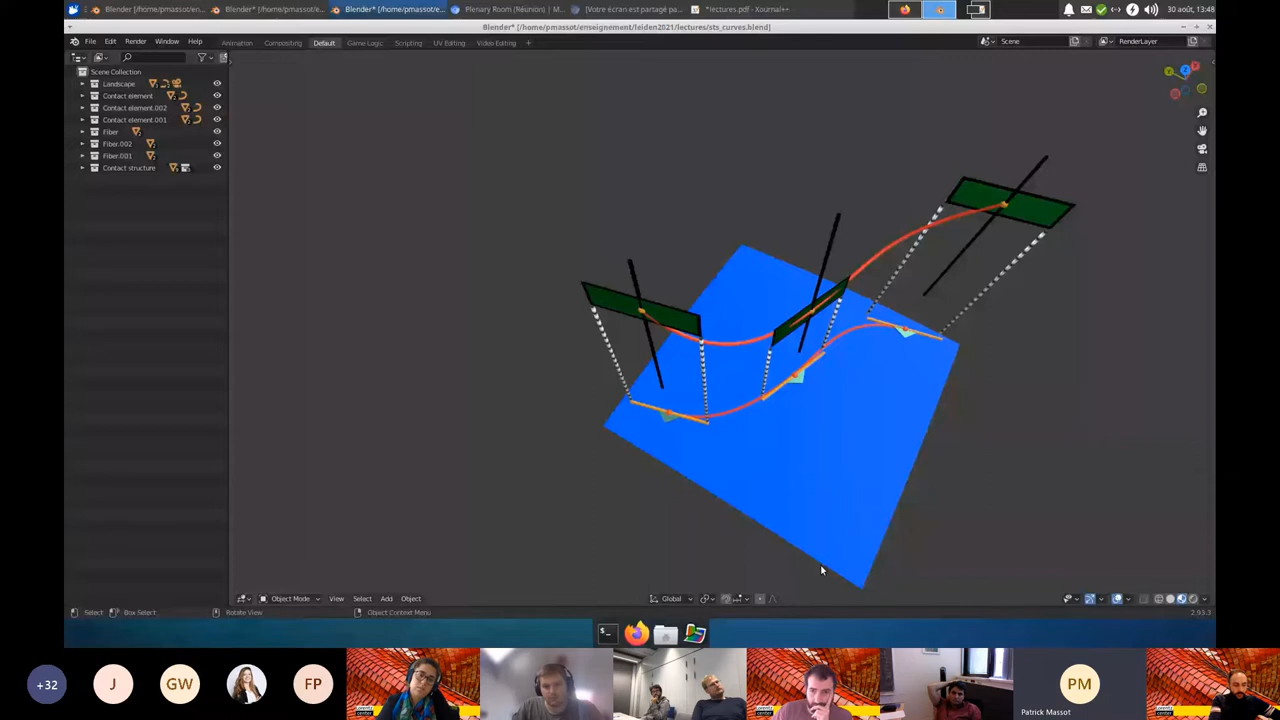 Blender [/home/pmassot/en...
Blender* [/home/pmassot/e...
Blender* [/home/pmassot/e...
Plenary Room (Réunion) | M...
[Votre écran est partagé pa...
*lectures.pdf - Xournal++
30 août, 13:48
Blender* [/home/pmassot/enseignement/leiden2021/lectures/sts_curves.blend]
File Edit Render Window Help
Animation Compositing Default Game Logic Scripting UV Editing Video Editing +
Scene
RenderLayer
Scene Collection
Landscape
Contact element
Contact element.002
Contact element.001
Fiber
Fiber.002
Fiber.001
Contact structure
Y
Z
X
Object Mode View Select Add Object
Global
Select Box Select Rotate View Object Context Menu
2.93.3
$_
+32
J
GW
FP
PM
Patrick Massot